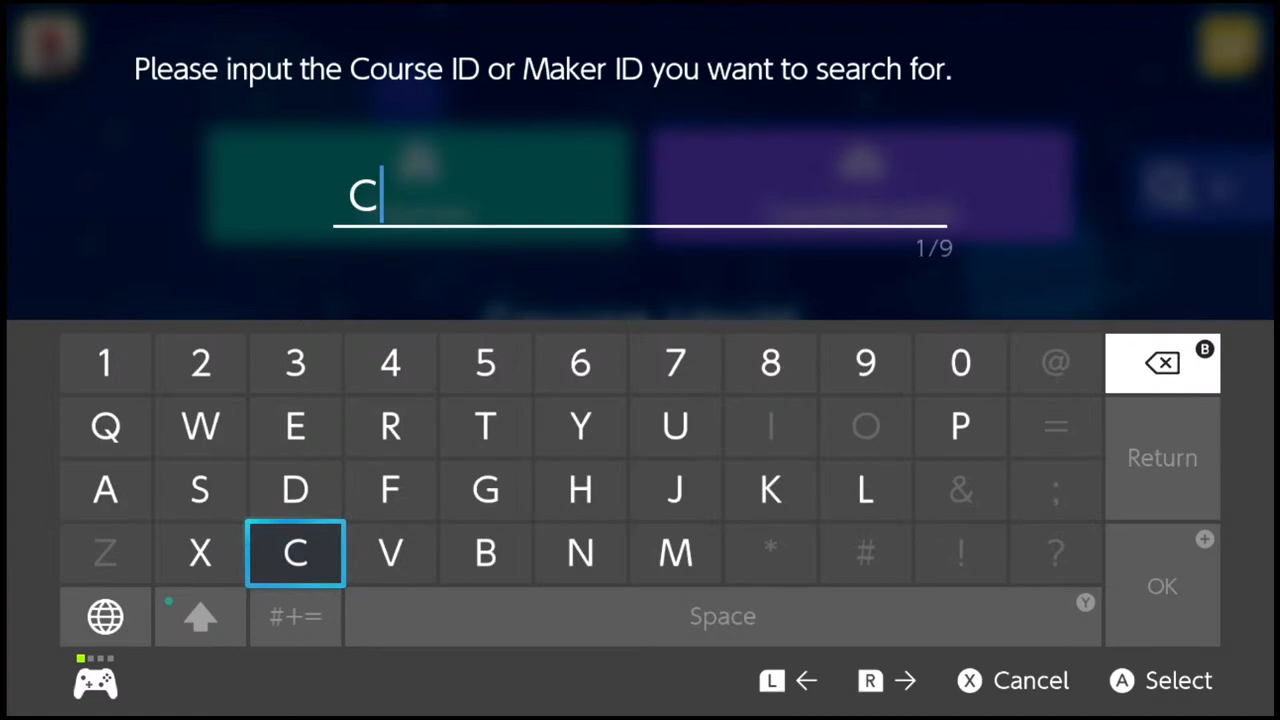 Please input the Course ID or Maker ID you want to search for.
C
1/9
1 2 3 4 5 6 7 8 9 0 @ B
Q W E R T Y U I O P =
Return
A S D F G H J K L & ;
Z X C V B N M * # ! ? +
OK
#+= Space Y
L ← R → X Cancel A Select